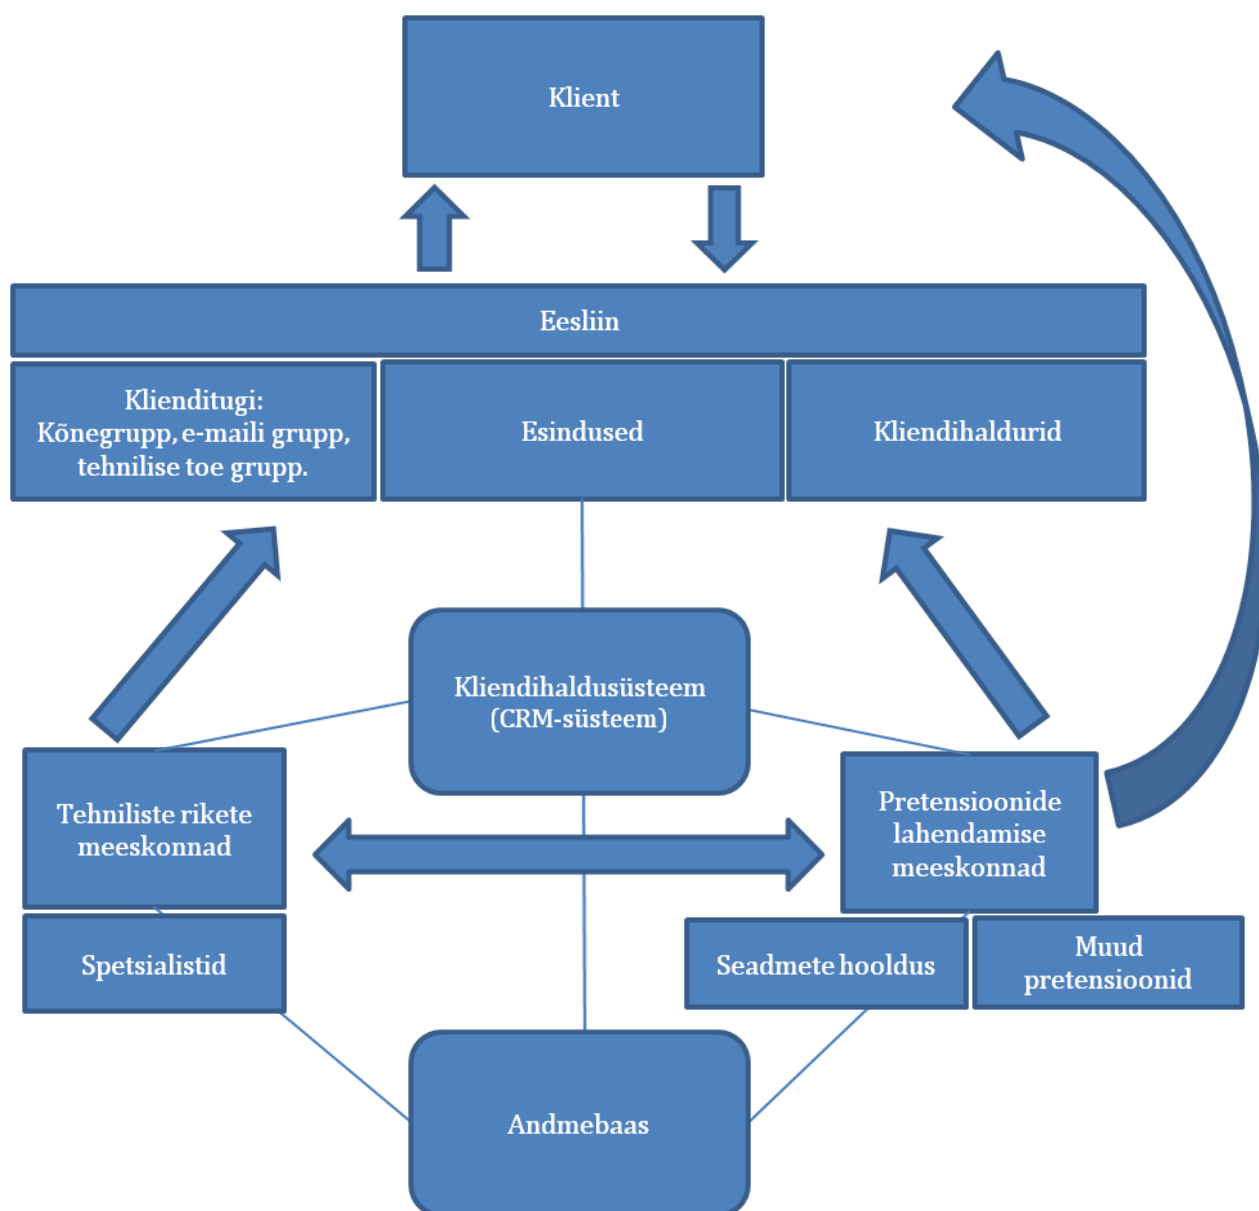 Klient
Eesliin
Klienditugi:
Kõnegrupp, e-maili grupp,
tehnilise toe grupp.
Esindused
Kliendihaldurid
Kliendihaldusüsteem
(CRM-süsteem)
Tehniliste rikete
meeskonnad
Pretensioonide
lahendamise
meeskonnad
Spetsialistid
Seadmete hooldus
Muud
pretensioonid
Andmebaas